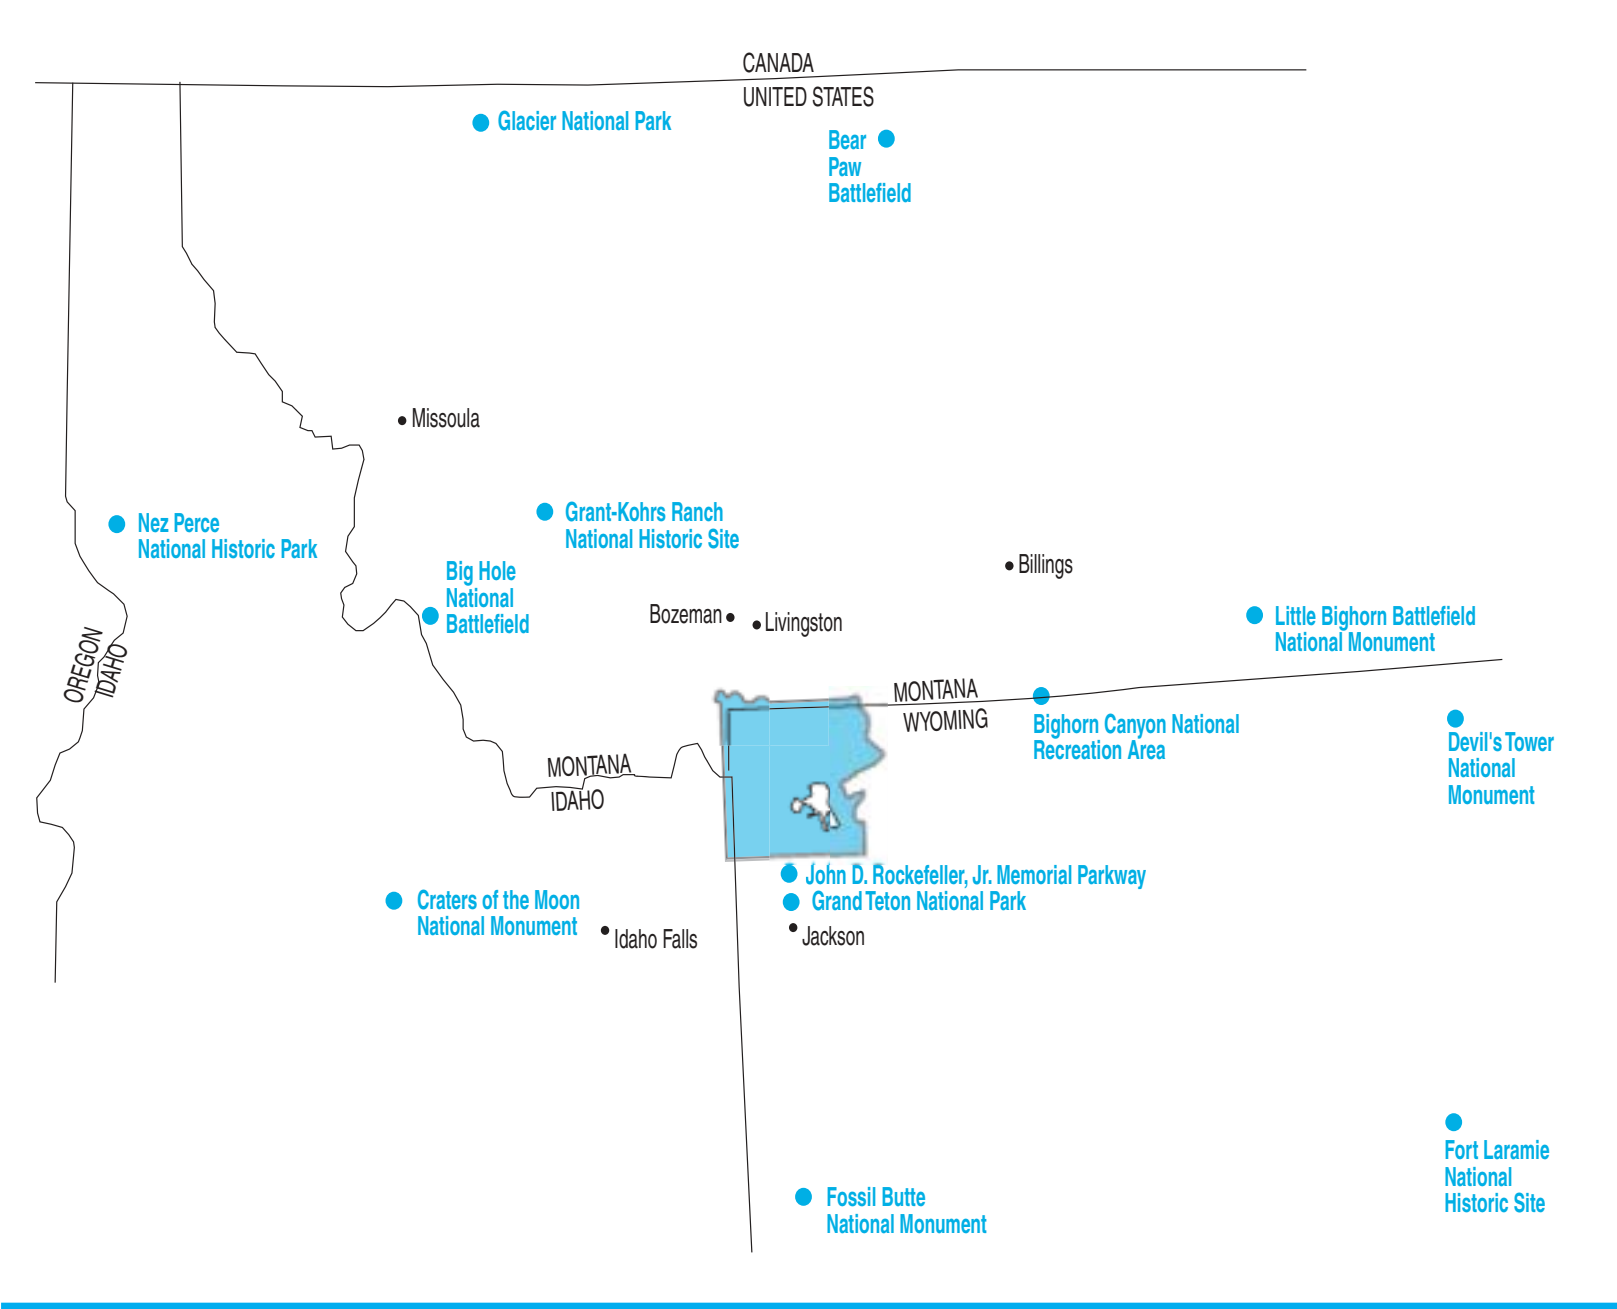 CANADA
UNITED STATES
Glacier National Park
Bear
Paw
Battlefield
Missoula
Nez Perce
National Historic Park
Grant-Kohrs Ranch
National Historic Site
Big Hole
National
Battlefield
Billings
Bozeman
Livingston
Little Bighorn Battlefield
National Monument
OREGON
IDAHO
MONTANA
WYOMING
Bighorn Canyon National
Recreation Area
Devil's Tower
National
Monument
MONTANA
IDAHO
John D. Rockefeller, Jr. Memorial Parkway
Grand Teton National Park
Jackson
Craters of the Moon
National Monument
Idaho Falls
Fort Laramie
National
Historic Site
Fossil Butte
National Monument